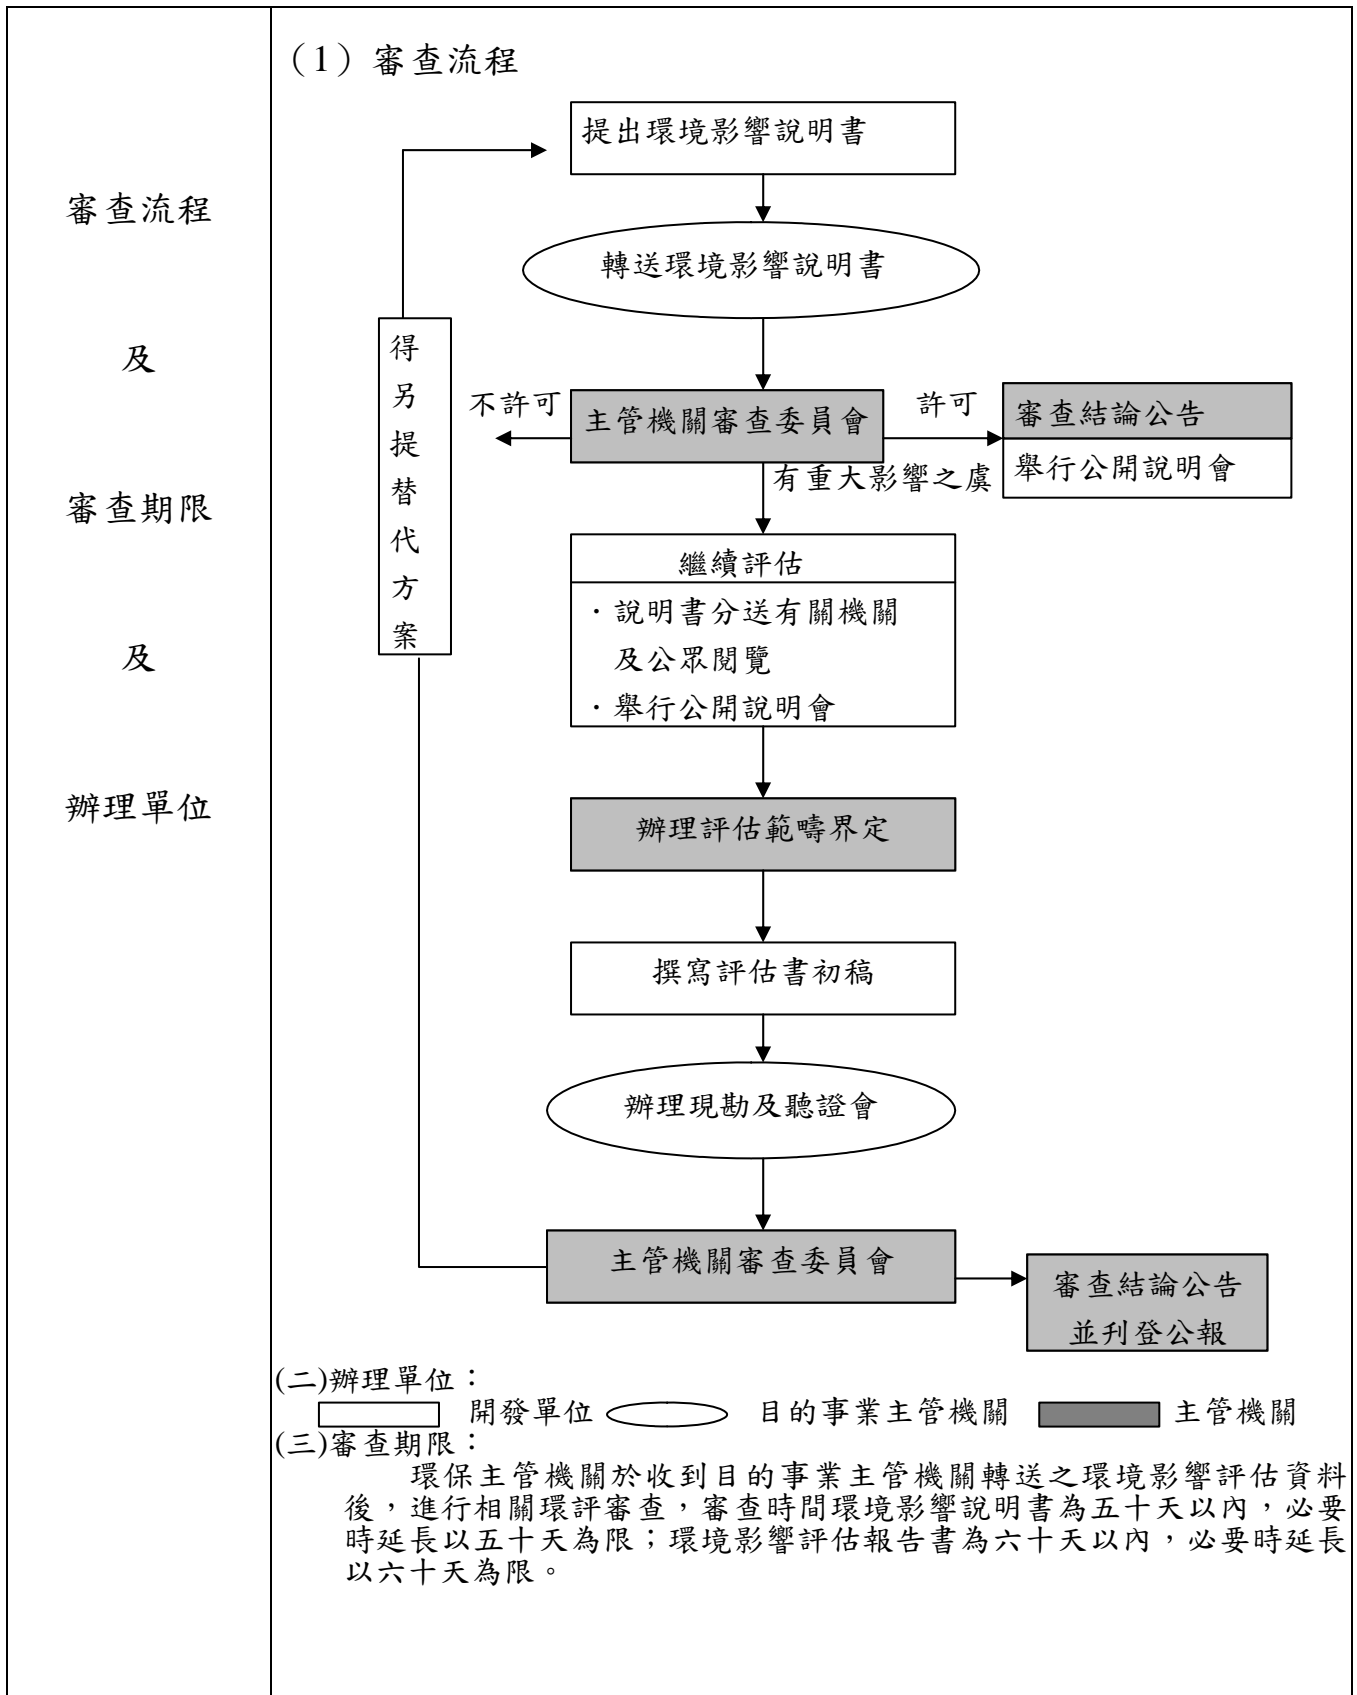 審查流程
及
審查期限
及
辦理單位
（1）審查流程
提出環境影響說明書
轉送環境影響說明書
得
另
提
替
代
方
案
不許可
主管機關審查委員會
許可
審查結論公告
舉行公開說明會
有重大影響之虞
繼續評估
．說明書分送有關機關
及公眾閱覽
．舉行公開說明會
辦理評估範疇界定
撰寫評估書初稿
辦理現勘及聽證會
主管機關審查委員會
審查結論公告
並刊登公報
(二)辦理單位：
開發單位 目的事業主管機關 主管機關
(三)審查期限：
環保主管機關於收到目的事業主管機關轉送之環境影響評估資料
後，進行相關環評審查，審查時間環境影響說明書為五十天以內，必要
時延長以五十天為限；環境影響評估報告書為六十天以內，必要時延長
以六十天為限。